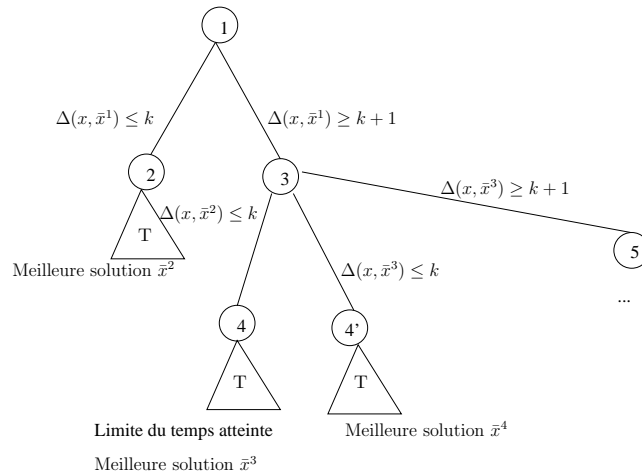 1
Δ(x, x̄¹) ≤ k
Δ(x, x̄¹) ≥ k + 1
2
3
Δ(x, x̄³) ≥ k + 1
T
Δ(x, x̄²) ≤ k
5
Meilleure solution x̄²
Δ(x, x̄³) ≤ k
...
4
4'
T
T
Limite du temps atteinte
Meilleure solution x̄⁴
Meilleure solution x̄³